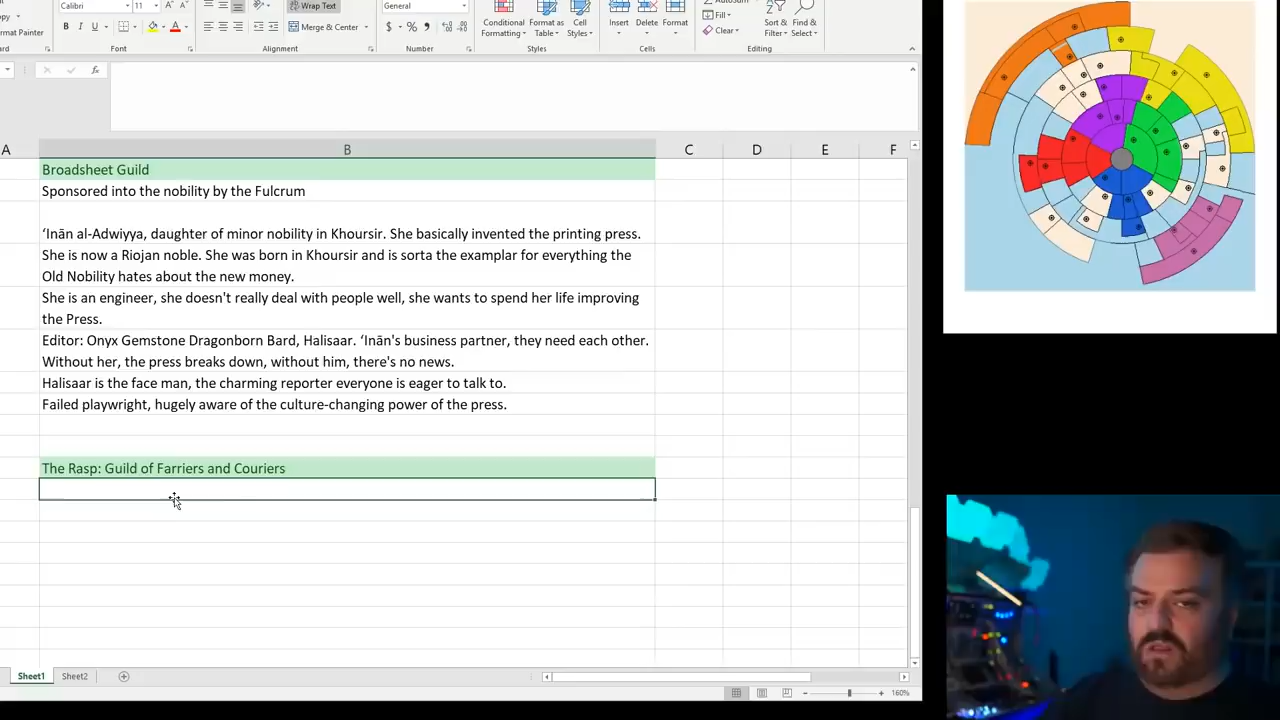 Calibri 11 A A Wrap Text General
Format Painter B I U A Merge & Center $ % Conditional Formatting Format as Table Cell Styles Insert Delete Format Fill Clear Sort & Filter Find & Select
Font Alignment Number Styles Cells Editing
fx
A B C D E F
Broadsheet Guild
Sponsored into the nobility by the Fulcrum
‘Inān al-Adwiyya, daughter of minor nobility in Khoursir. She basically invented the printing press.
She is now a Riojan noble. She was born in Khoursir and is sorta the examplar for everything the
Old Nobility hates about the new money.
She is an engineer, she doesn't really deal with people well, she wants to spend her life improving
the Press.
Editor: Onyx Gemstone Dragonborn Bard, Halisaar. ‘Inān's business partner, they need each other.
Without her, the press breaks down, without him, there's no news.
Halisaar is the face man, the charming reporter everyone is eager to talk to.
Failed playwright, hugely aware of the culture-changing power of the press.
The Rasp: Guild of Farriers and Couriers
Sheet1 Sheet2
160%